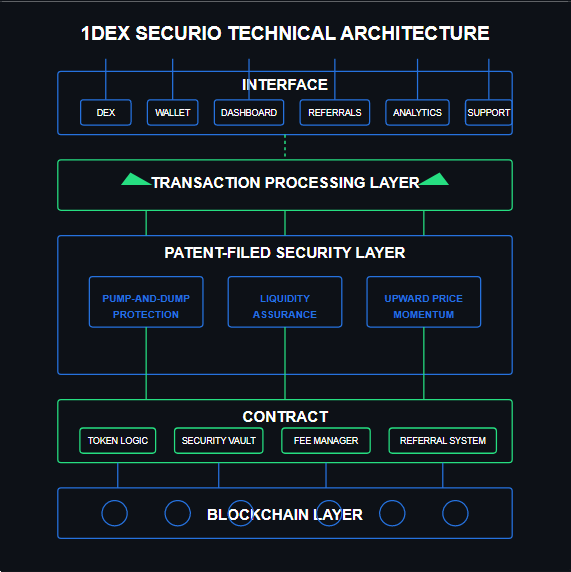 1DEX SECURIO TECHNICAL ARCHITECTURE
INTERFACE
DEX
WALLET
DASHBOARD
REFERRALS
ANALYTICS
SUPPORT
TRANSACTION PROCESSING LAYER
PATENT-FILED SECURITY LAYER
PUMP-AND-DUMP
PROTECTION
LIQUIDITY
ASSURANCE
UPWARD PRICE
MOMENTUM
CONTRACT
TOKEN LOGIC
SECURITY VAULT
FEE MANAGER
REFERRAL SYSTEM
BLOCKCHAIN LAYER